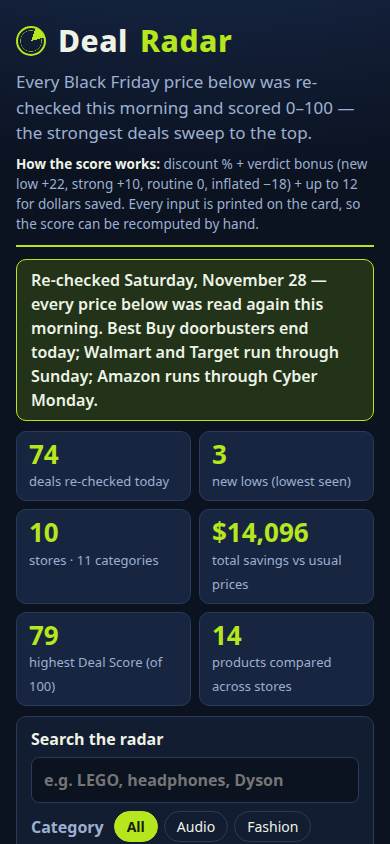 Deal Radar
Every Black Friday price below was re-
checked this morning and scored 0–100 —
the strongest deals sweep to the top.
How the score works: discount % + verdict bonus (new
low +22, strong +10, routine 0, inflated −18) + up to 12
for dollars saved. Every input is printed on the card, so
the score can be recomputed by hand.
Re-checked Saturday, November 28 —
every price below was read again this
morning. Best Buy doorbusters end
today; Walmart and Target run through
Sunday; Amazon runs through Cyber
Monday.
74
deals re-checked today
3
new lows (lowest seen)
10
stores · 11 categories
$14,096
total savings vs usual
prices
79
highest Deal Score (of
100)
14
products compared
across stores
Search the radar
e.g. LEGO, headphones, Dyson
Category All Audio Fashion